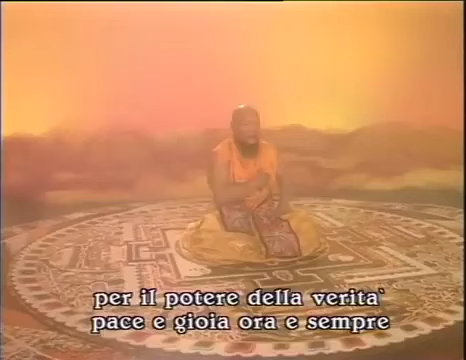 per il potere della verita`
pace e gioia ora e sempre